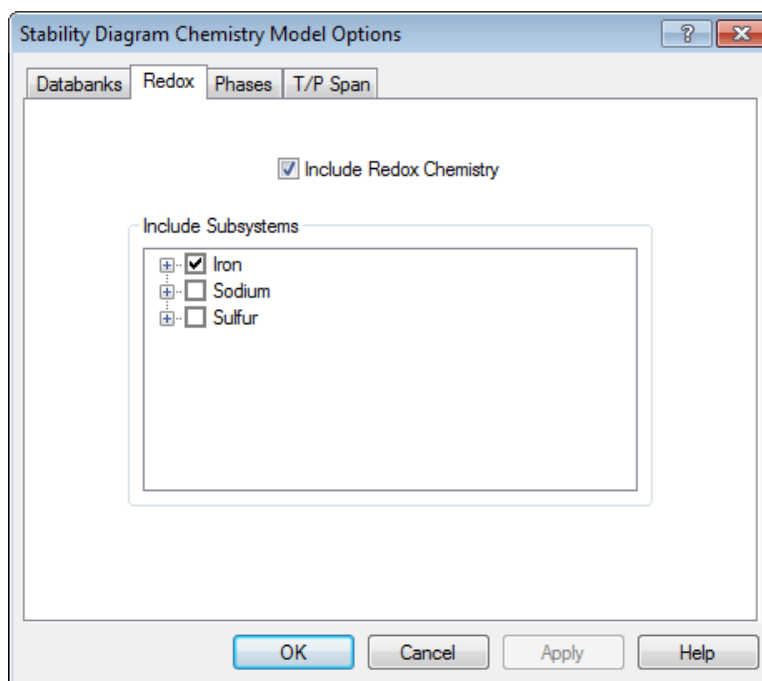 Stability Diagram Chemistry Model Options
Databanks Redox Phases T/P Span
Include Redox Chemistry
Include Subsystems
Iron
Sodium
Sulfur
OK Cancel Apply Help